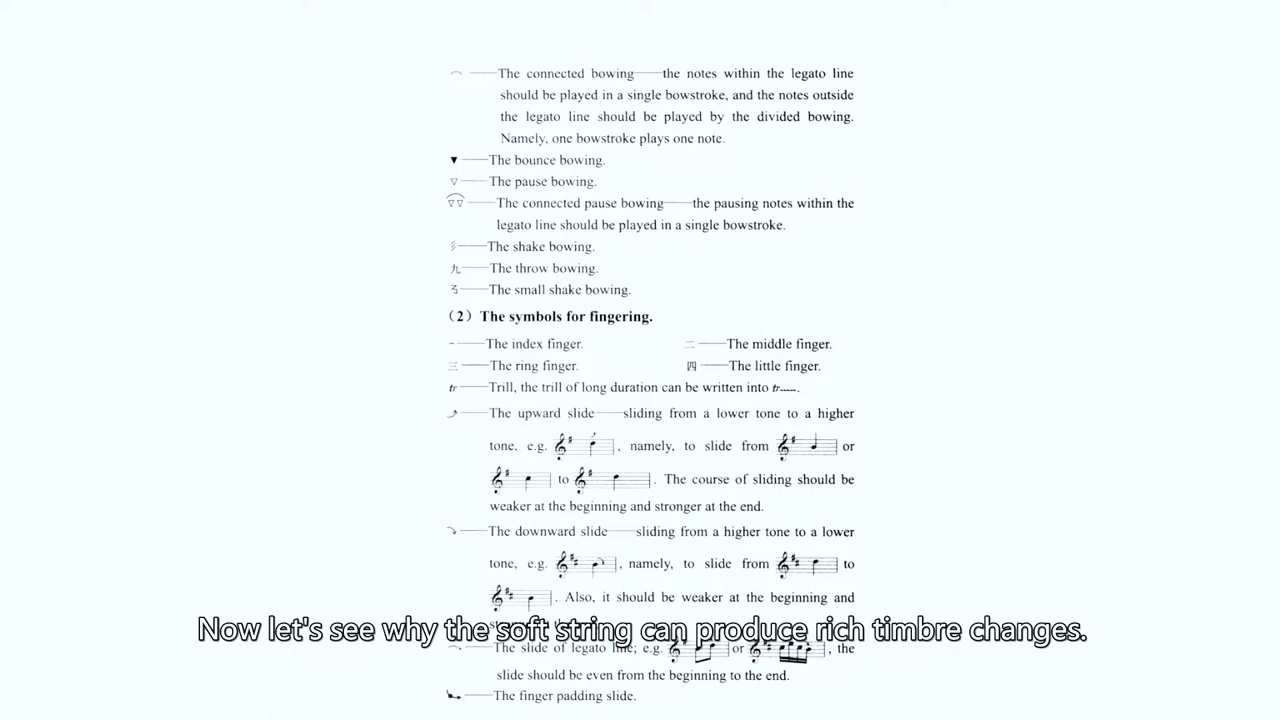 ⌒ ——The connected bowing——the notes within the legato line
should be played in a single bowstroke, and the notes outside
the legato line should be played by the divided bowing.
Namely, one bowstroke plays one note.
▼——The bounce bowing.
▽——The pause bowing.
▽▽——The connected pause bowing——the pausing notes within the
legato line should be played in a single bowstroke.
——The shake bowing.
九——The throw bowing.
——The small shake bowing.
（2）The symbols for fingering.
一——The index finger. 二——The middle finger.
三——The ring finger. 四——The little finger.
tr——Trill, the trill of long duration can be written into tr.
——The upward slide——sliding from a lower tone to a higher
tone, e.g. , namely, to slide from or
to . The course of sliding should be
weaker at the beginning and stronger at the end.
——The downward slide——sliding from a higher tone to a lower
tone, e.g. , namely, to slide from to
. Also, it should be weaker at the beginning and
Now let's see why the soft string can produce rich timbre changes.
——The slide of legato line; e.g. or , the
slide should be even from the beginning to the end.
——The finger padding slide.